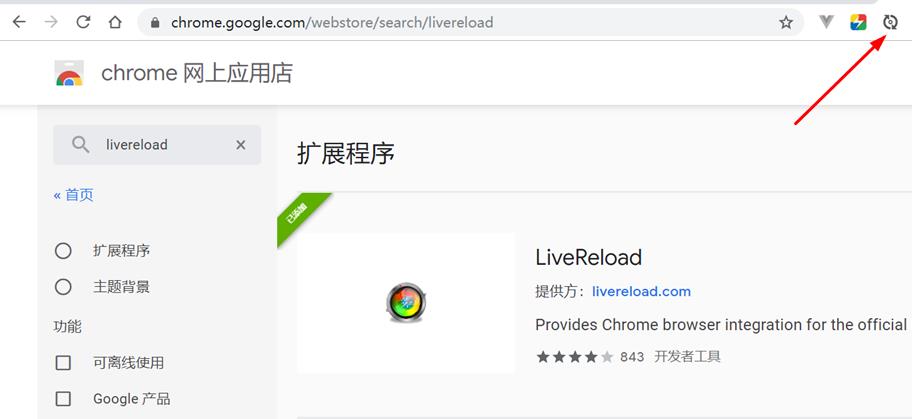 chrome.google.com/webstore/search/livereload
chrome 网上应用店
livereload
« 首页
扩展程序
主题背景
功能
可离线使用
Google 产品
扩展程序
已添加
LiveReload
提供方：livereload.com
Provides Chrome browser integration for the official
843 开发者工具